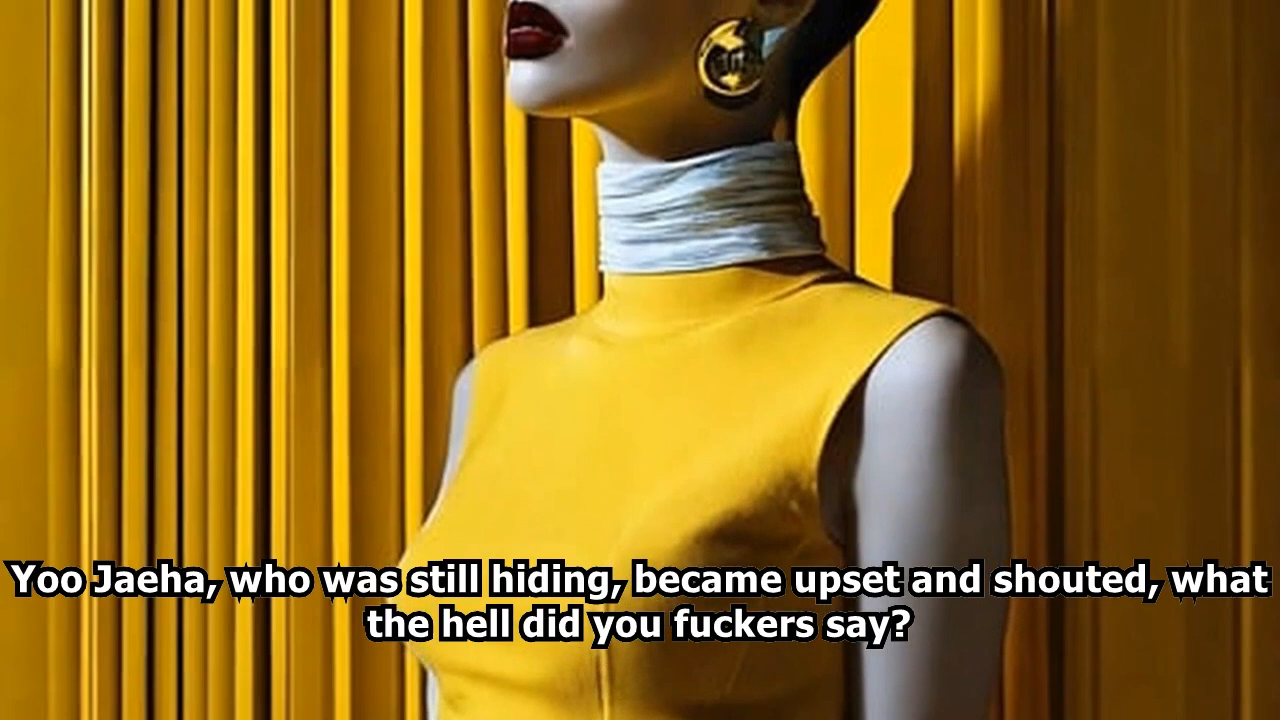 Yoo Jaeha, who was still hiding, became upset and shouted, what
the hell did you fuckers say?